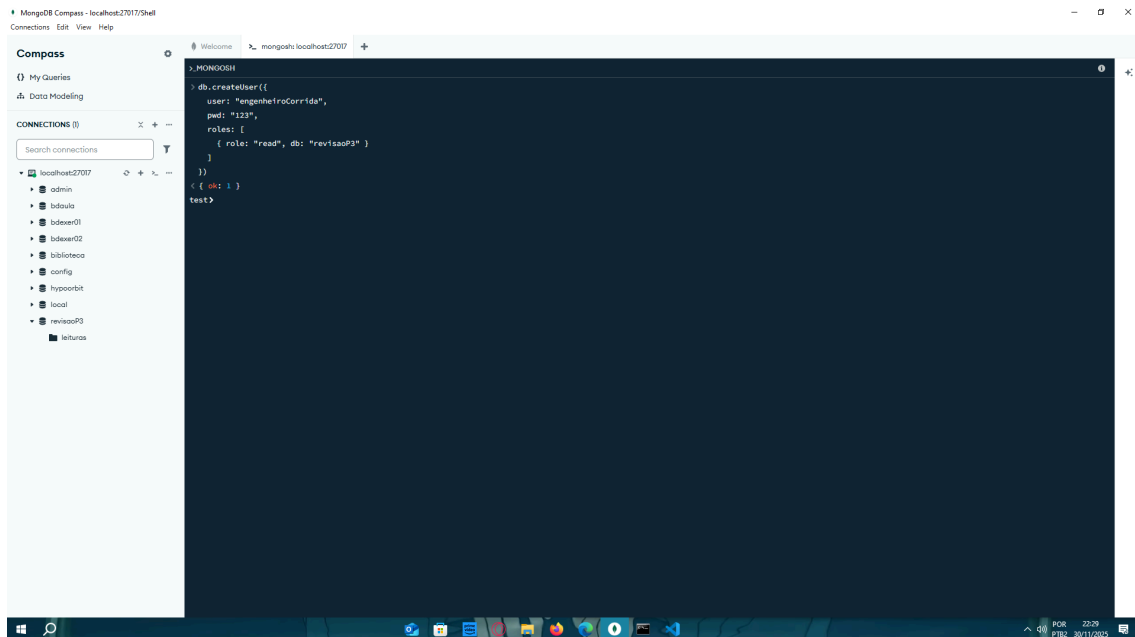 MongoDB Compass - localhost:27017/Shell
Connections Edit View Help
Compass
{} My Queries
Data Modeling
CONNECTIONS (1)
Search connections
localhost:27017
admin
bdaula
bdexer01
bdexer02
biblioteca
config
hypoorbit
local
revisaoP3
leituras
Welcome
>_ mongosh: localhost:27017 +
>_MONGOSH
> db.createUser({
user: "engenheiroCorrida",
pwd: "123",
roles: [
{ role: "read", db: "revisaoP3" }
]
})
< { ok: 1 }
test>
POR 22:29
PTB2 30/11/2025